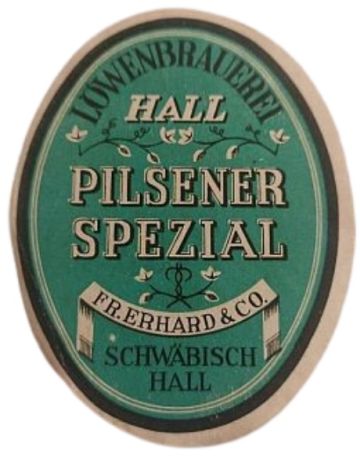 LÖWENBRAUEREI
HALL
PILSENER
SPEZIAL
FR. ERHARD & CO.
SCHWÄBISCH
HALL